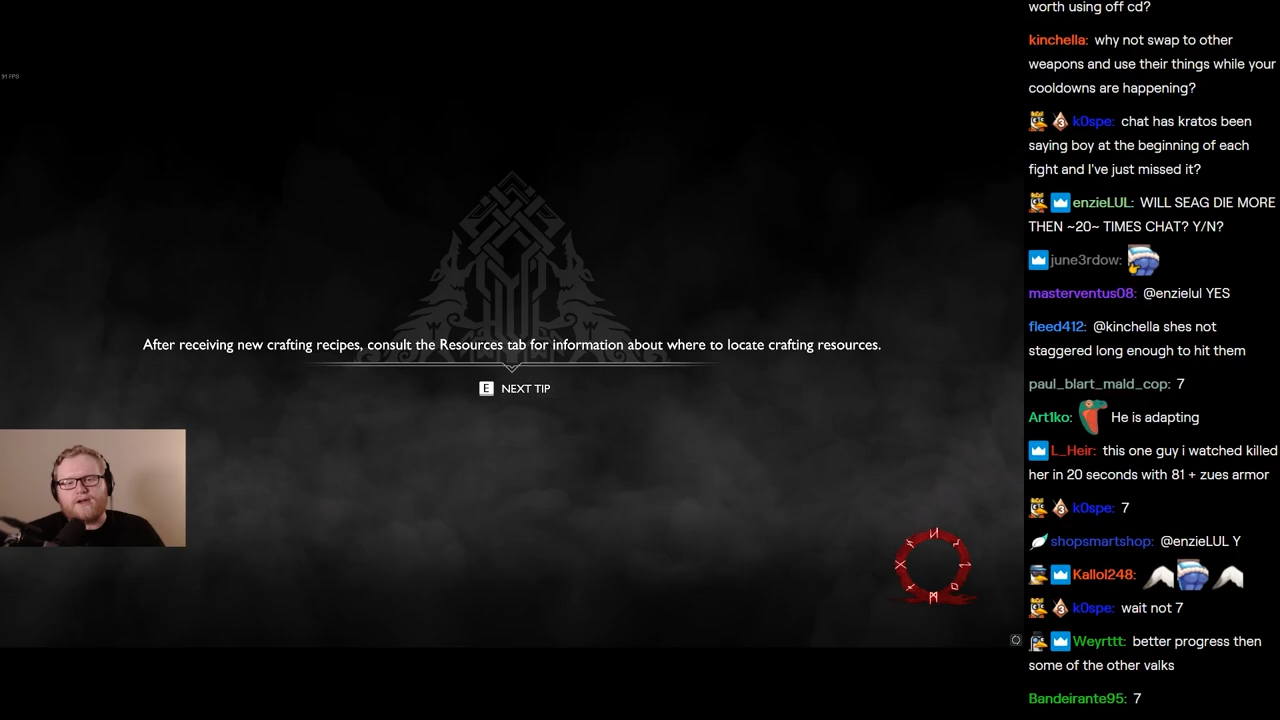 worth using off cd?
kinchella: why not swap to other
weapons and use their things while your
cooldowns are happening?
k0spe: chat has kratos been
saying boy at the beginning of each
fight and I've just missed it?
enzieLUL: WILL SEAG DIE MORE
THEN ~20~ TIMES CHAT? Y/N?
june3rdow:
masterventus08: @enzielul YES
fleed412: @kinchella shes not
staggered long enough to hit them
paul_blart_mald_cop: 7
Art1ko: He is adapting
L_Heir: this one guy i watched killed
her in 20 seconds with 81 + zues armor
k0spe: 7
shopsmartshop: @enzieLUL Y
Kallol248:
k0spe: wait not 7
Weyrttt: better progress then
some of the other valks
Bandeirante95: 7
91 FPS
After receiving new crafting recipes, consult the Resources tab for information about where to locate crafting resources.
E NEXT TIP